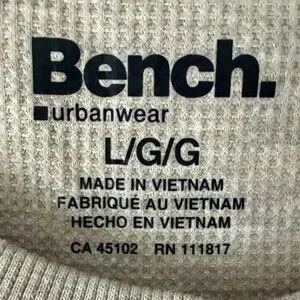 Bench.
urbanwear
L/G/G
MADE IN VIETNAM
FABRIQUÉ AU VIETNAM
HECHO EN VIETNAM
CA 45102 RN 111817